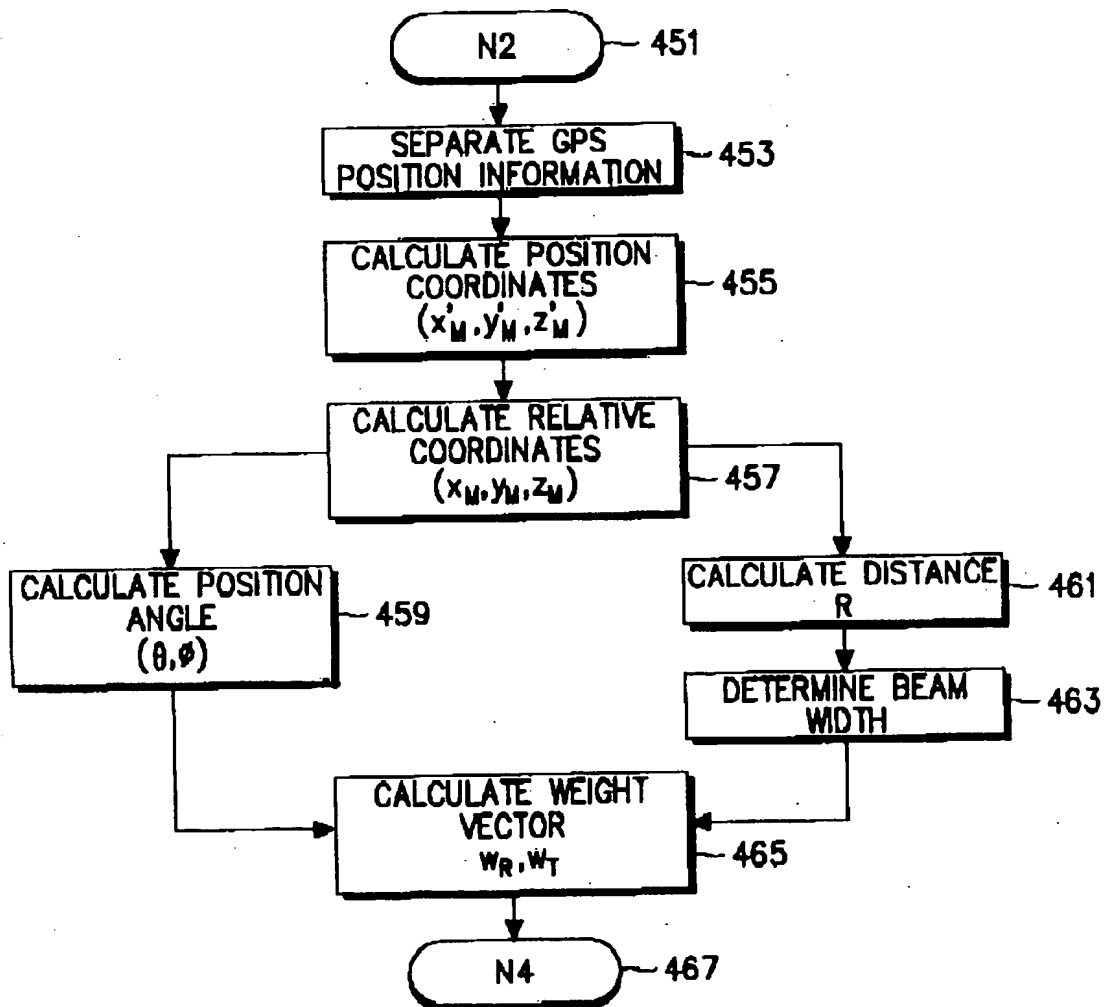 N2
451
SEPARATE GPS
POSITION INFORMATION
453
CALCULATE POSITION
COORDINATES
(x'M,y'M,z'M)
455
CALCULATE RELATIVE
COORDINATES
(xM,yM,zM)
457
CALCULATE POSITION
ANGLE
(θ,ø)
459
CALCULATE DISTANCE
R
461
DETERMINE BEAM
WIDTH
463
CALCULATE WEIGHT
VECTOR
wR,wT
465
N4
467